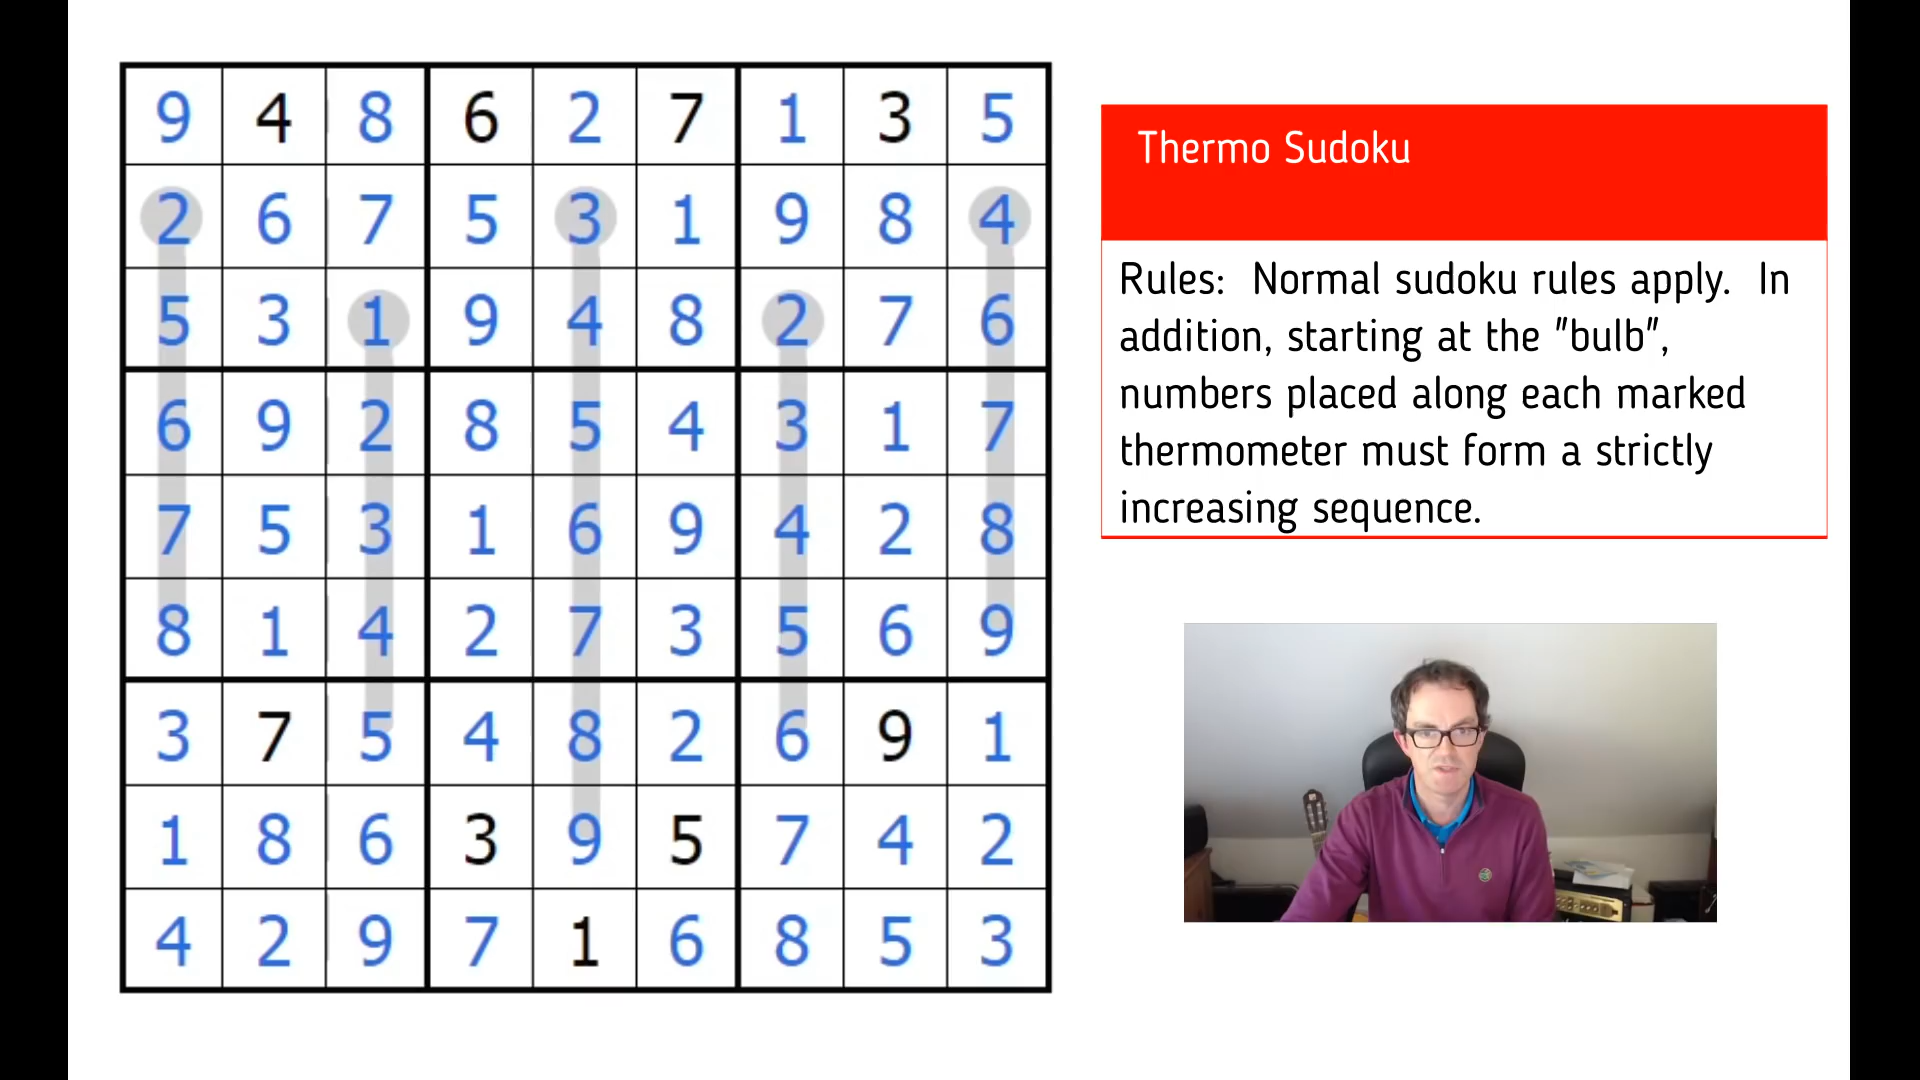 9 4 8 6 2 7 1 3 5
2 6 7 5 3 1 9 8 4
5 3 1 9 4 8 2 7 6
6 9 2 8 5 4 3 1 7
7 5 3 1 6 9 4 2 8
8 1 4 2 7 3 5 6 9
3 7 5 4 8 2 6 9 1
1 8 6 3 9 5 7 4 2
4 2 9 7 1 6 8 5 3
Thermo Sudoku
Rules: Normal sudoku rules apply. In
addition, starting at the "bulb",
numbers placed along each marked
thermometer must form a strictly
increasing sequence.